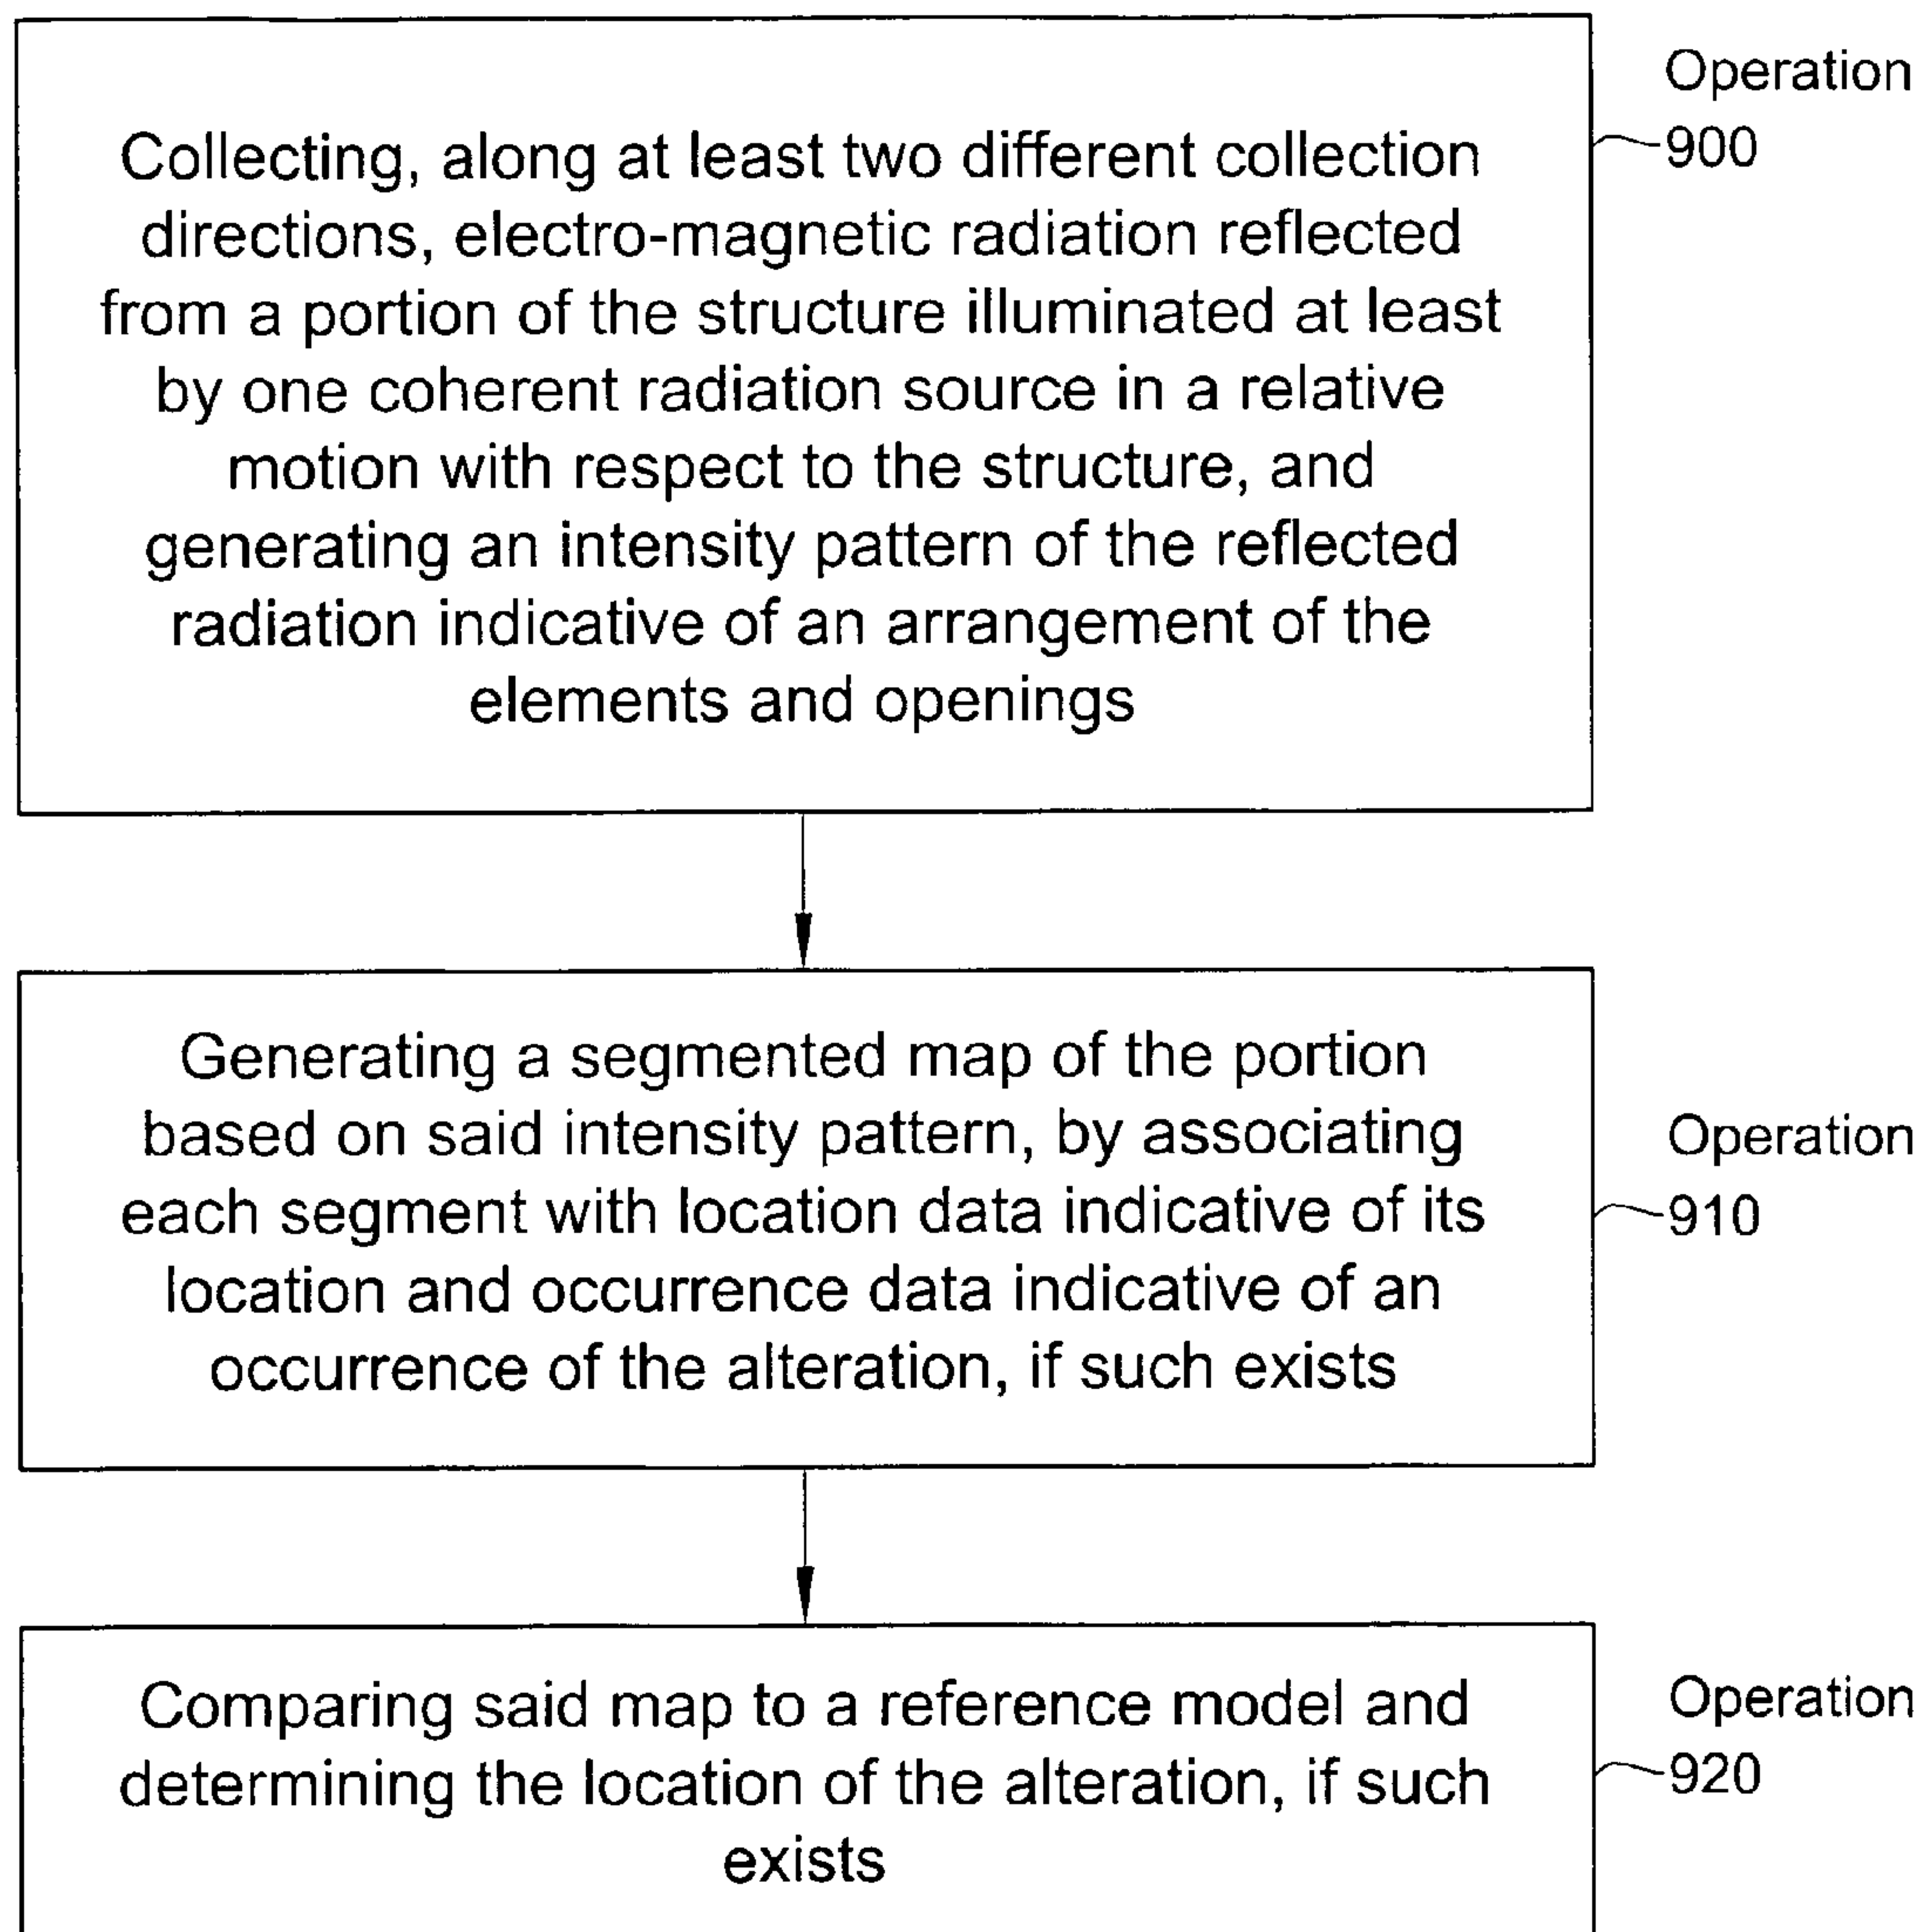 Operation
900
Collecting, along at least two different collection
directions, electro-magnetic radiation reflected
from a portion of the structure illuminated at least
by one coherent radiation source in a relative
motion with respect to the structure, and
generating an intensity pattern of the reflected
radiation indicative of an arrangement of the
elements and openings
Generating a segmented map of the portion
based on said intensity pattern, by associating
each segment with location data indicative of its
location and occurrence data indicative of an
occurrence of the alteration, if such exists
Operation
910
Comparing said map to a reference model and
determining the location of the alteration, if such
exists
Operation
920